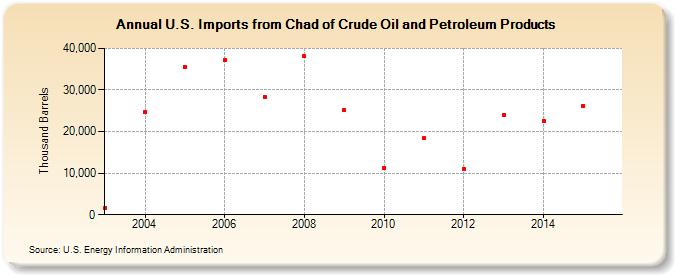 Annual U.S. Imports from Chad of Crude Oil and Petroleum Products
Thousand Barrels
40,000
30,000
20,000
10,000
0
2004 2006 2008 2010 2012 2014
Source: U.S. Energy Information Administration